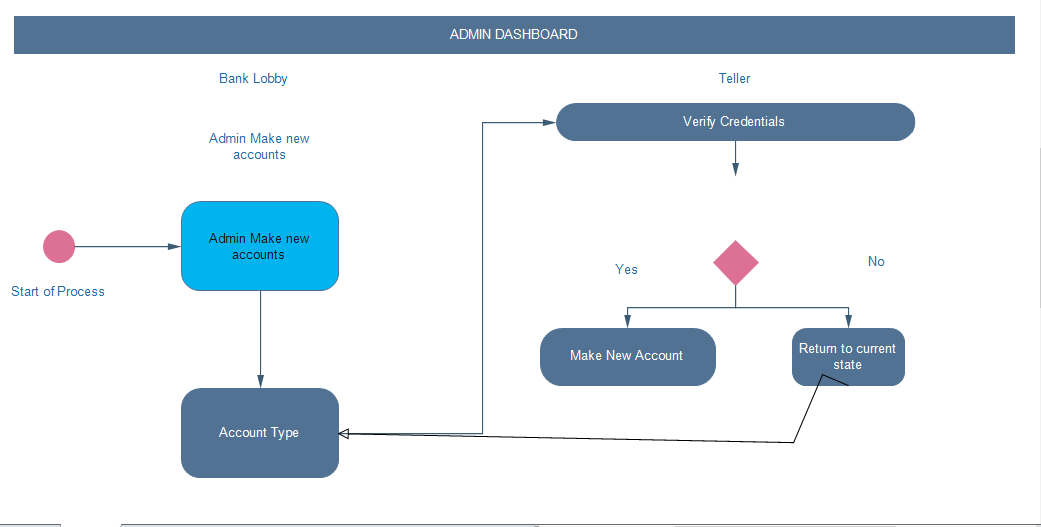 ADMIN DASHBOARD
Bank Lobby
Teller
Verify Credentials
Admin Make new
accounts
Admin Make new
accounts
Start of Process
Yes
No
Make New Account
Return to current
state
Account Type